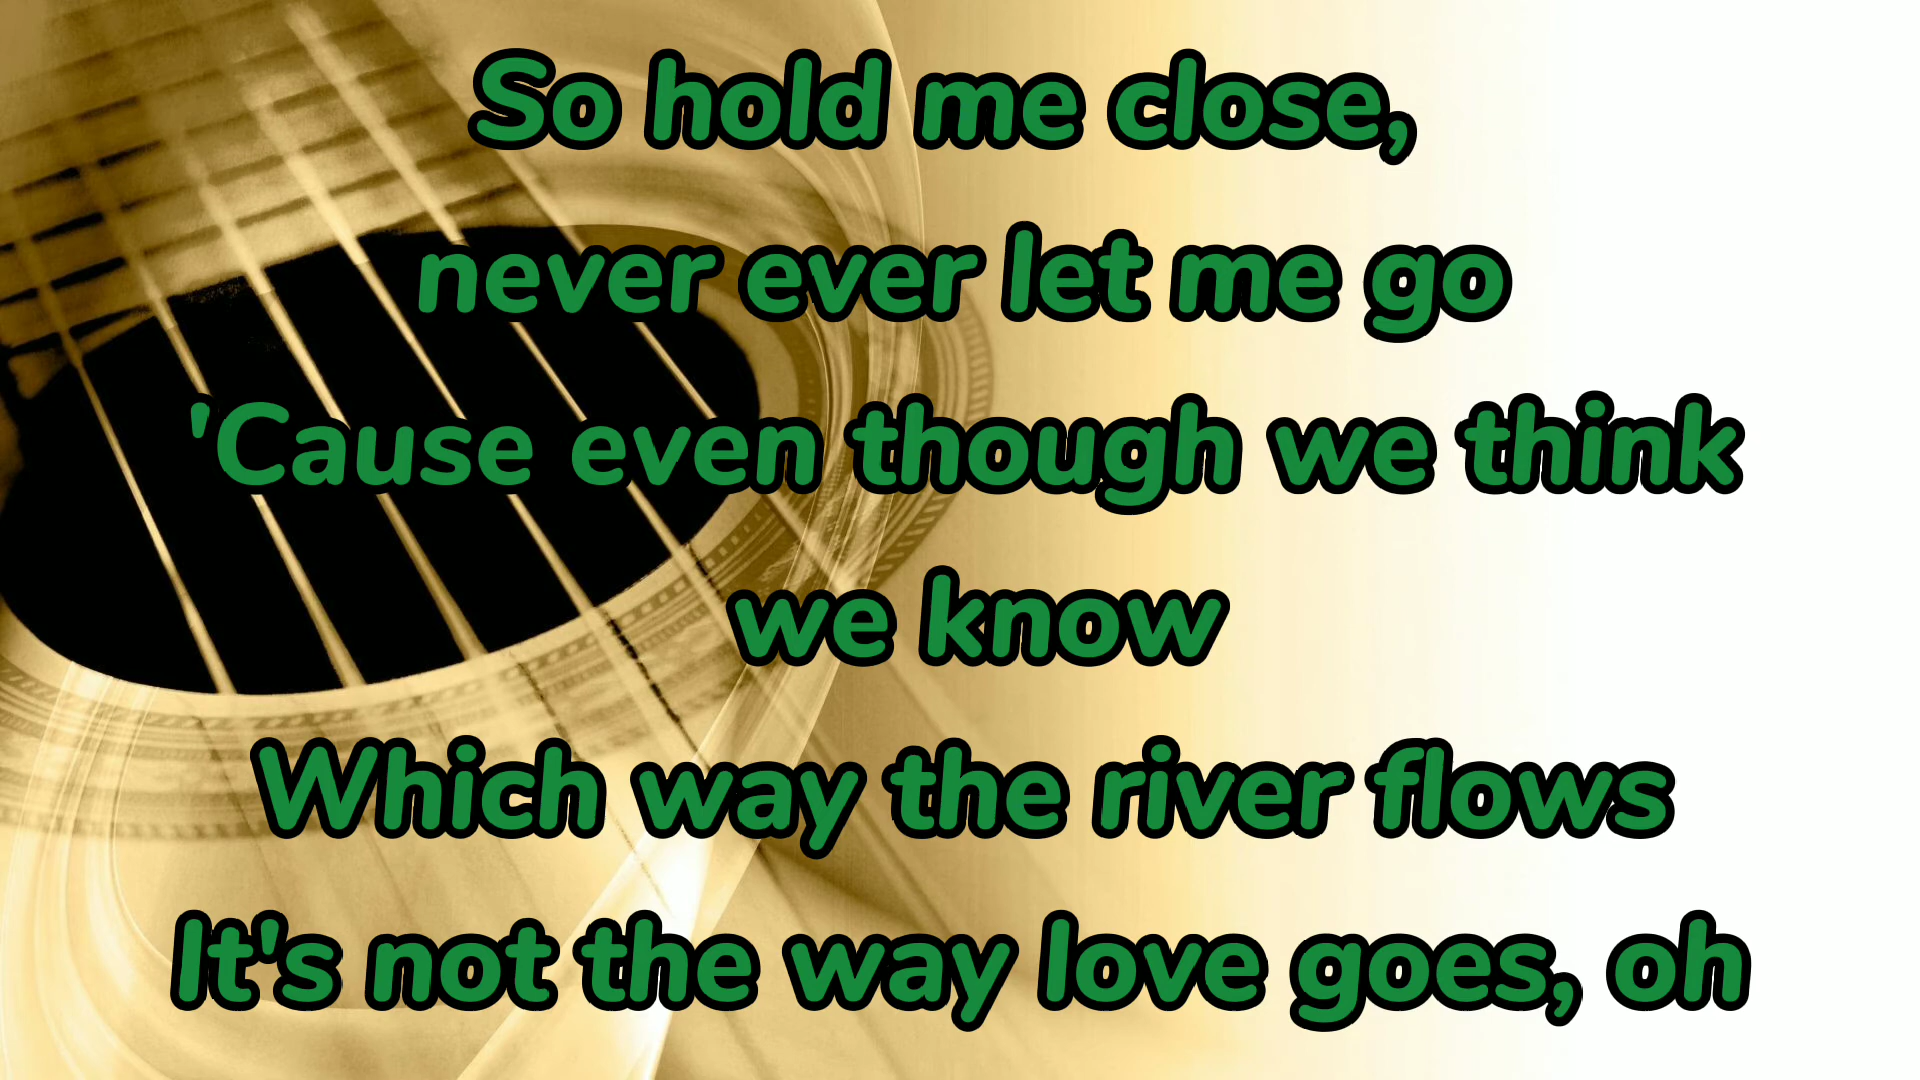 So hold me close,
never ever let me go
'Cause even though we think
we know
Which way the river flows
It's not the way love goes, oh